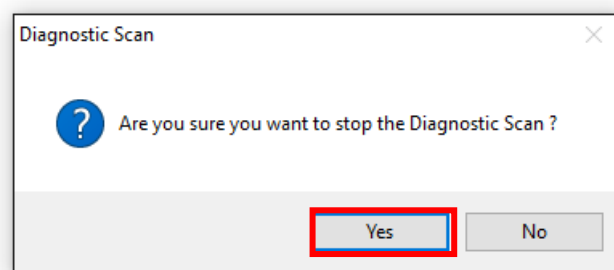 Diagnostic Scan
Are you sure you want to stop the Diagnostic Scan ?
Yes No